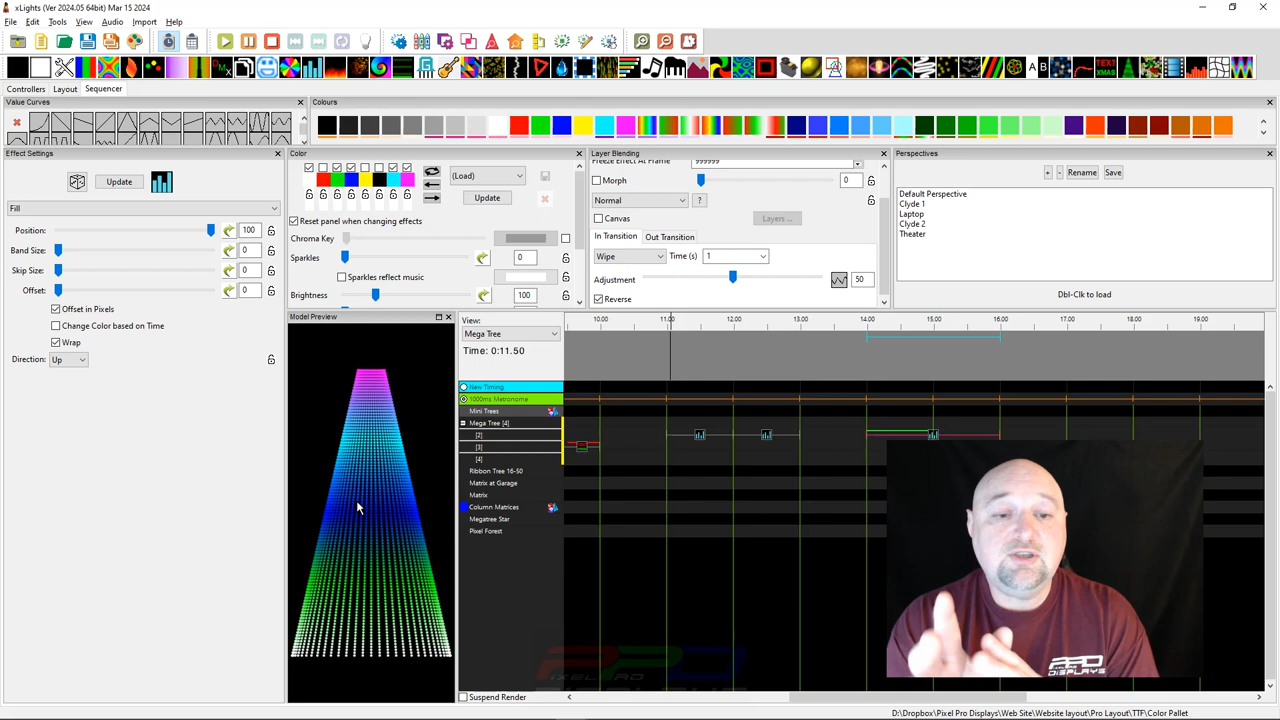 xLights (Ver 2024.05 64bit) Mar 15 2024
File Edit Tools View Audio Import Help
Controllers Layout Sequencer
Value Curves
Colours
Effect Settings
Color
Layer Blending
Perspectives
Update
(Load)
Update
Freeze Effect At Frame 999999
Morph 0
Rename Save
Fill
Normal ?
Default Perspective
Clyde 1
Laptop
Clyde 2
Theater
Reset panel when changing effects
Canvas Layers ...
Position: 100
Chroma Key
In Transition Out Transition
Band Size: 0
Sparkles 0
Wipe Time (s) 1
Skip Size: 0
Sparkles reflect music
Adjustment 50
Offset: 0
Brightness 100
Reverse
Dbl-Clk to load
Offset in Pixels
Change Color based on Time
Wrap
Direction: Up
Model Preview
View:
Mega Tree
Time: 0:11.50
10.00 11.00 12.00 13.00 14.00 15.00 16.00 17.00 18.00 19.00
New Timing
1000ms Metronome
Mini Trees
Mega Tree [4]
[2]
[3]
[4]
Ribbon Tree 16-50
Matrix at Garage
Matrix
Column Matrices
Megatree Star
Pixel Forest
Suspend Render
D:\Dropbox\Pixel Pro Displays\Web Site\Website layout\Pro Layout\TTF\Color Pallet